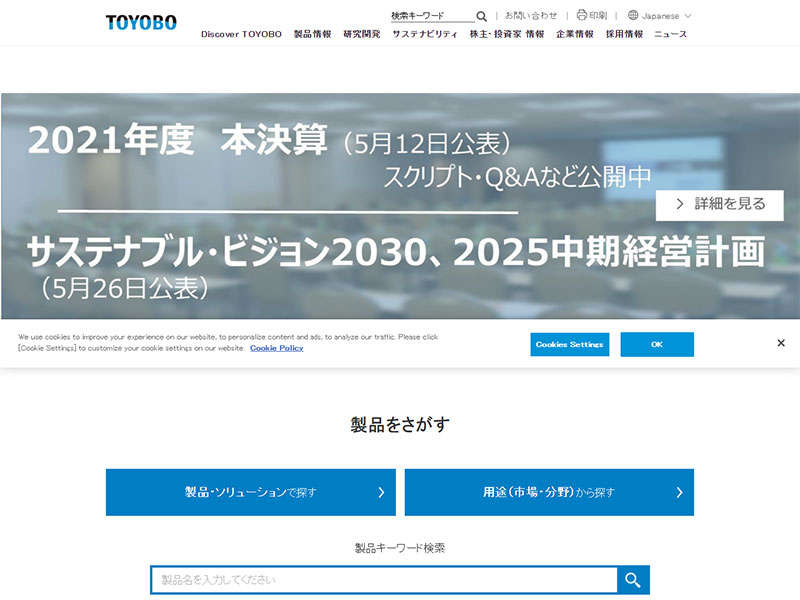 TOYOBO
検索キーワード
お問い合わせ
印刷
Japanese
Discover TOYOBO 製品情報 研究開発 サステナビリティ 株主・投資家 情報 企業情報 採用情報 ニュース
2021年度 本決算（5月12日公表）
スクリプト・Q&Aなど公開中
詳細を見る
サステナブル・ビジョン2030、2025中期経営計画
（5月26日公表）
We use cookies to improve your experience on our website, to personalize content and ads, to analyze our traffic. Please click
[Cookie Settings] to customize your cookie settings on our website. Cookie Policy
Cookies Settings
OK
製品をさがす
製品・ソリューションで探す
用途（市場・分野）から探す
製品キーワード検索
製品名を入力してください